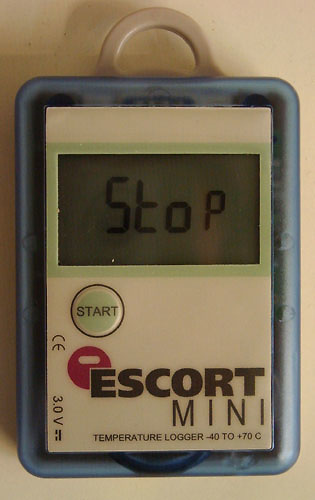 StoP
START
CE
ESCORT
MINI
3.0 V ⎓
TEMPERATURE LOGGER -40 TO +70 C